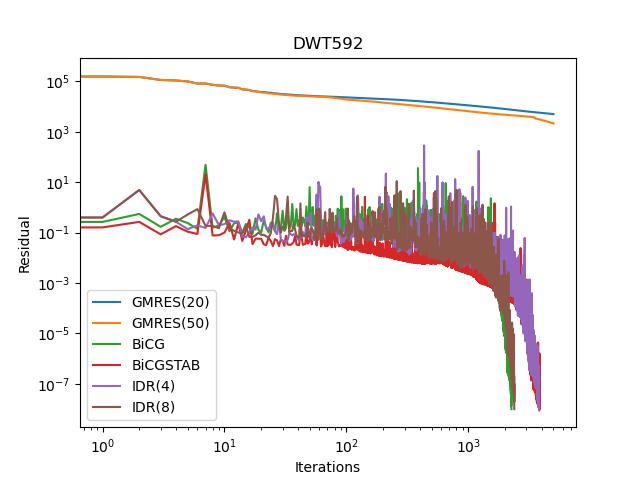 DWT592
Residual
10^5
10^3
10^1
10^−1
10^−3
10^−5
10^−7
GMRES(20)
GMRES(50)
BiCG
BiCGSTAB
IDR(4)
IDR(8)
10^0 10^1 10^2 10^3
Iterations